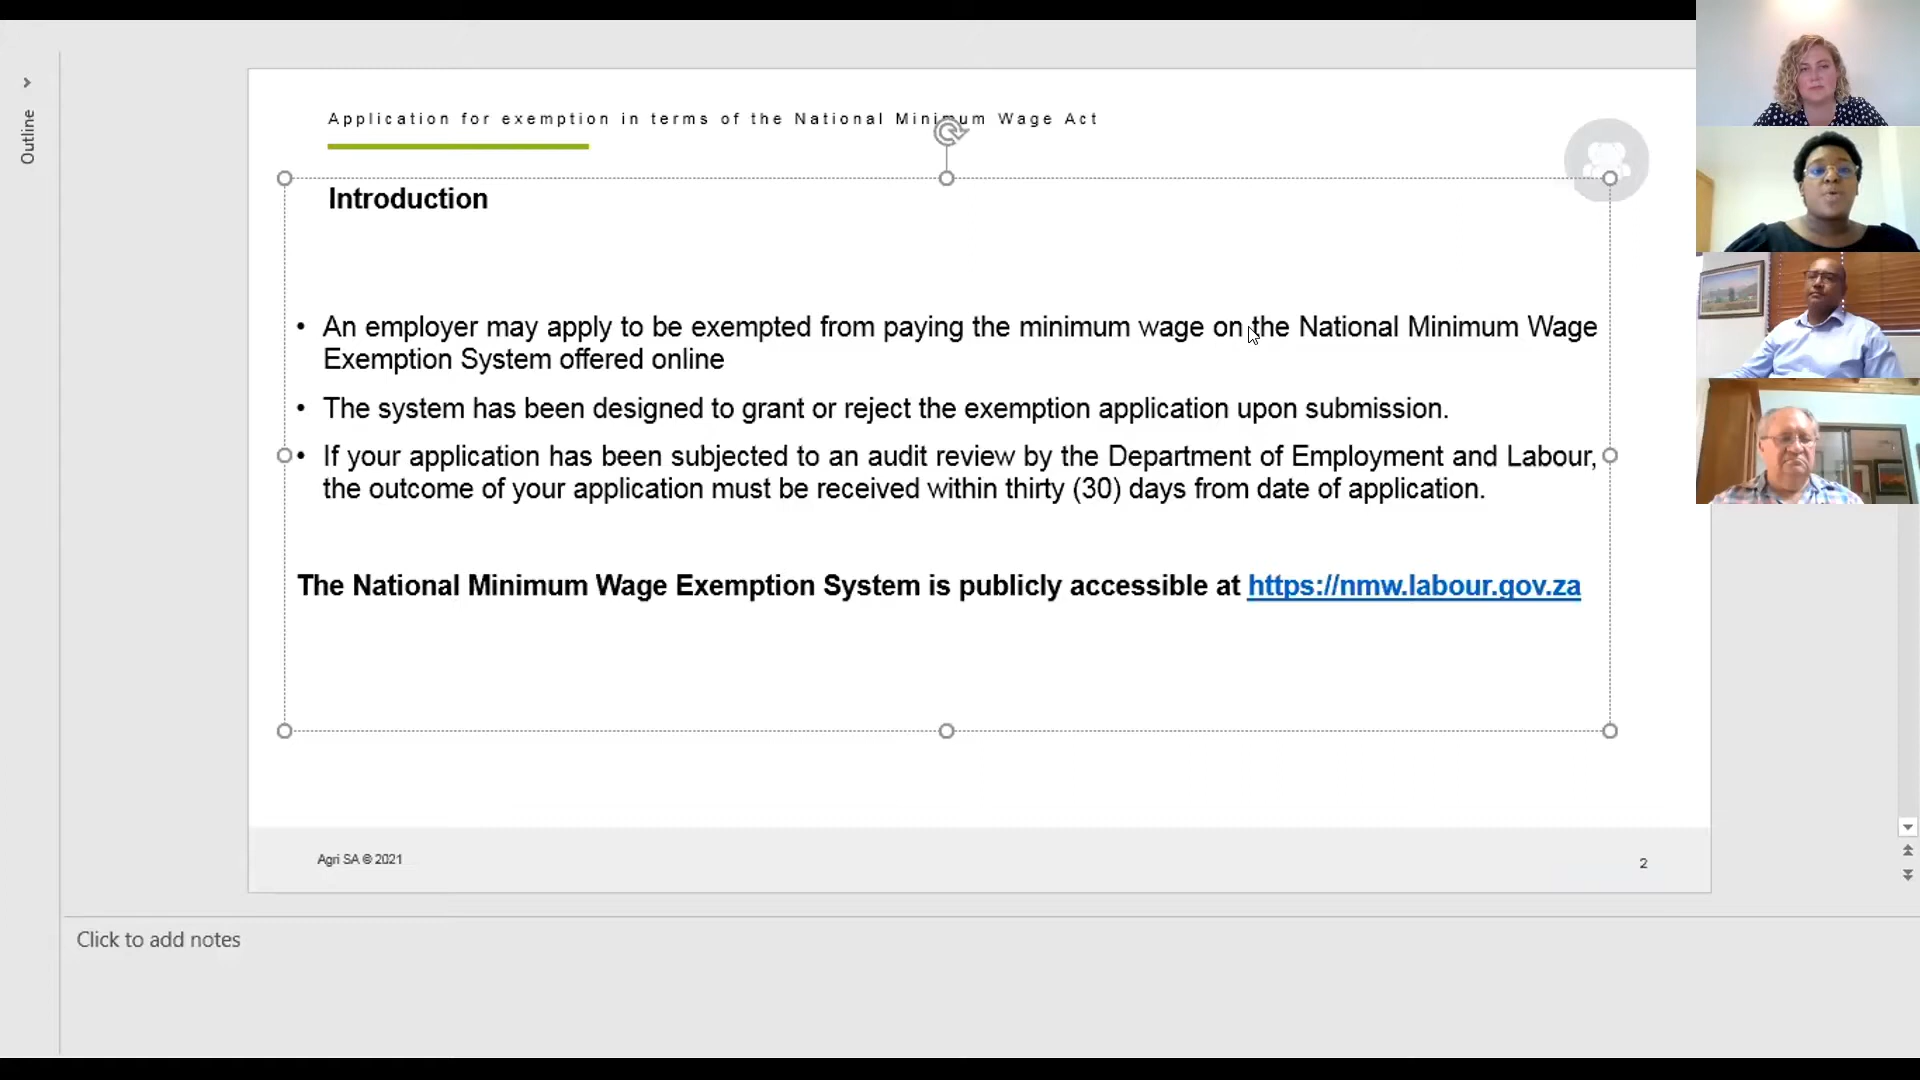 Outline
Application for exemption in terms of the National Minimum Wage Act
Introduction
• An employer may apply to be exempted from paying the minimum wage on the National Minimum Wage
Exemption System offered online
• The system has been designed to grant or reject the exemption application upon submission.
• If your application has been subjected to an audit review by the Department of Employment and Labour,
the outcome of your application must be received within thirty (30) days from date of application.
The National Minimum Wage Exemption System is publicly accessible at https://nmw.labour.gov.za
Agri SA © 2021
2
Click to add notes